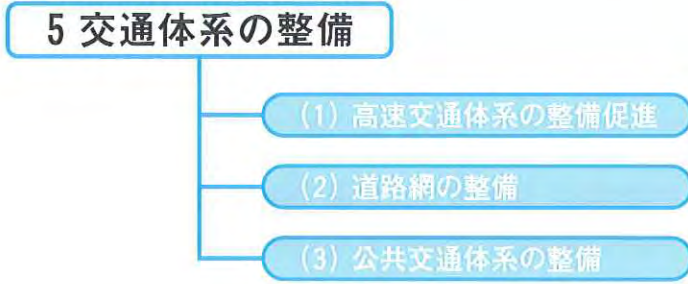 5 交通体系の整備
(1) 高速交通体系の整備促進
(2) 道路網の整備
(3) 公共交通体系の整備